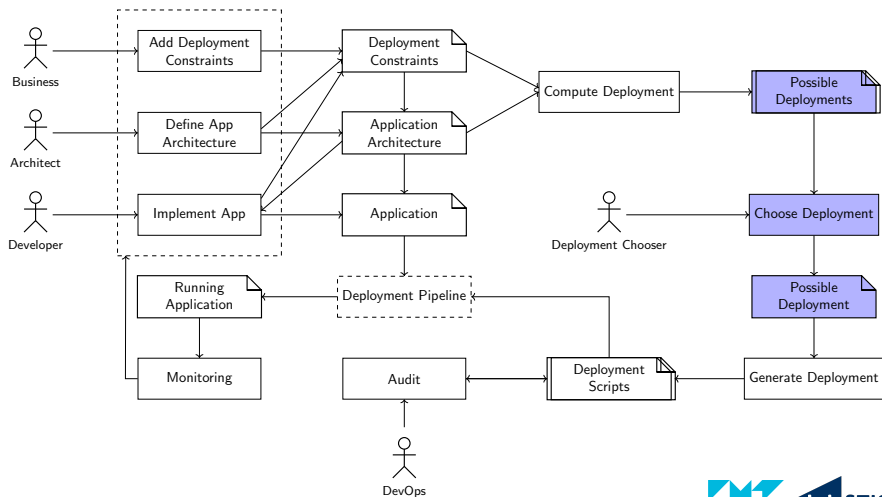 Business
Add Deployment
Constraints
Deployment
Constraints
Compute Deployment
Possible
Deployments
Architect
Define App
Architecture
Application
Architecture
Developer
Implement App
Application
Deployment Chooser
Choose Deployment
Running
Application
Deployment Pipeline
Possible
Deployment
Monitoring
Audit
Deployment
Scripts
Generate Deployment
DevOps